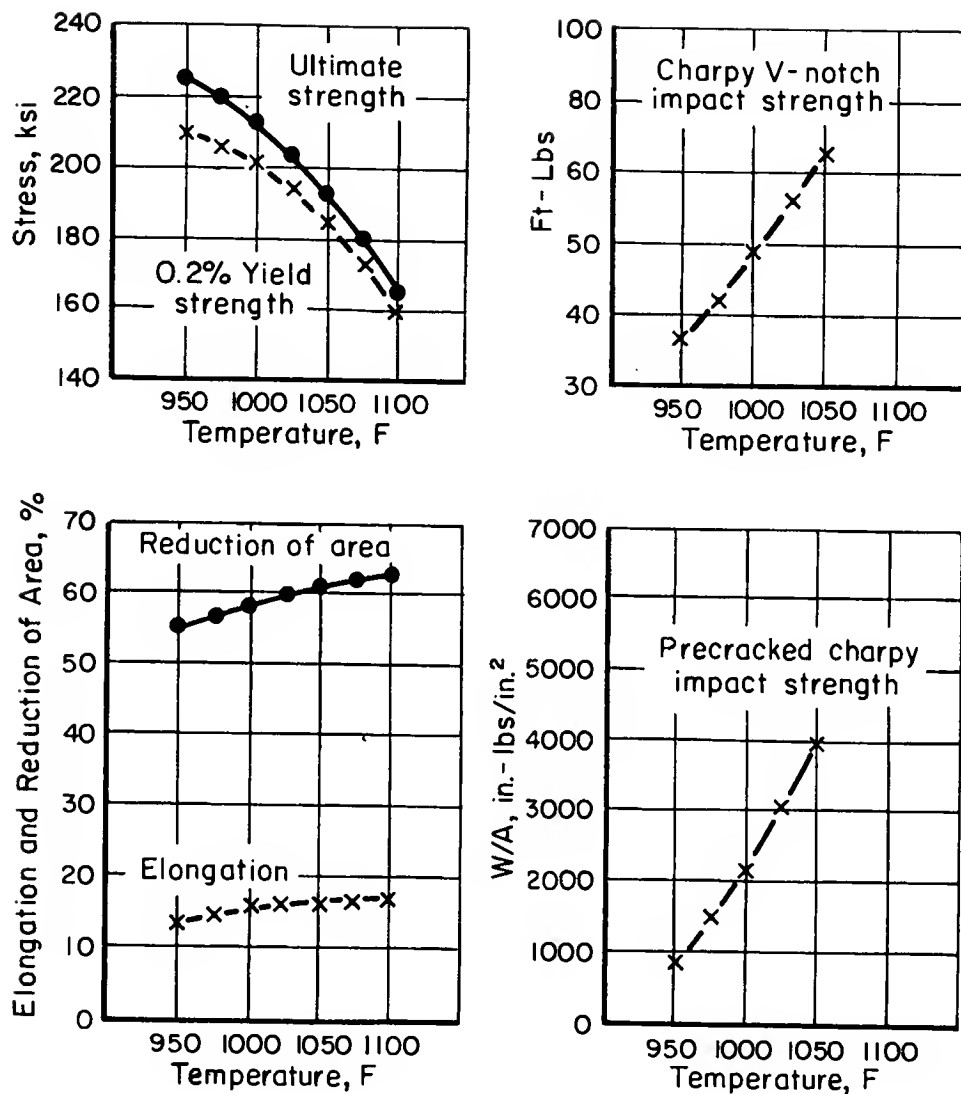 240
220
200
180
160
140
Stress, ksi
Ultimate
strength
0.2% Yield
strength
950 1000 1050 1100
Temperature, F
100
80
60
50
40
30
Ft-Lbs
Charpy V-notch
impact strength
950 1000 1050 1100
Temperature, F
70
60
50
40
30
20
10
0
Elongation and Reduction of Area, %
Reduction of area
Elongation
950 1000 1050 1100
Temperature, F
7000
6000
5000
4000
3000
2000
1000
0
W/A, in.-lbs/in.²
Precracked charpy
impact strength
950 1000 1050 1100
Temperature, F